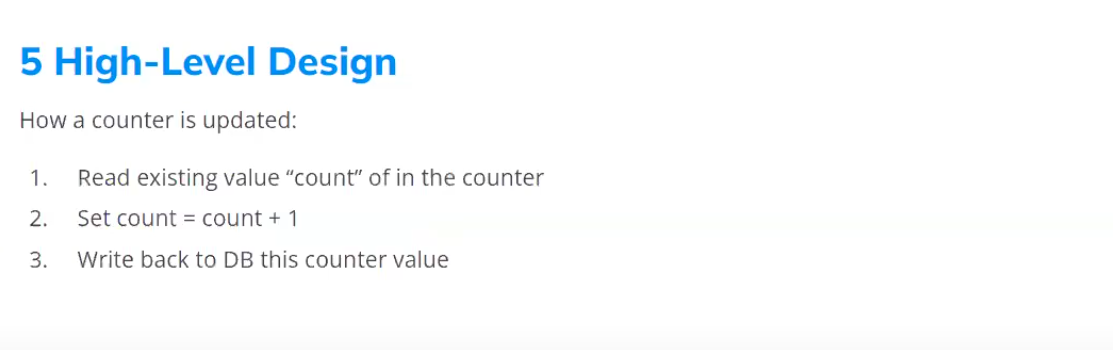 5 High-Level Design
How a counter is updated:
1. Read existing value “count” of in the counter
2. Set count = count + 1
3. Write back to DB this counter value